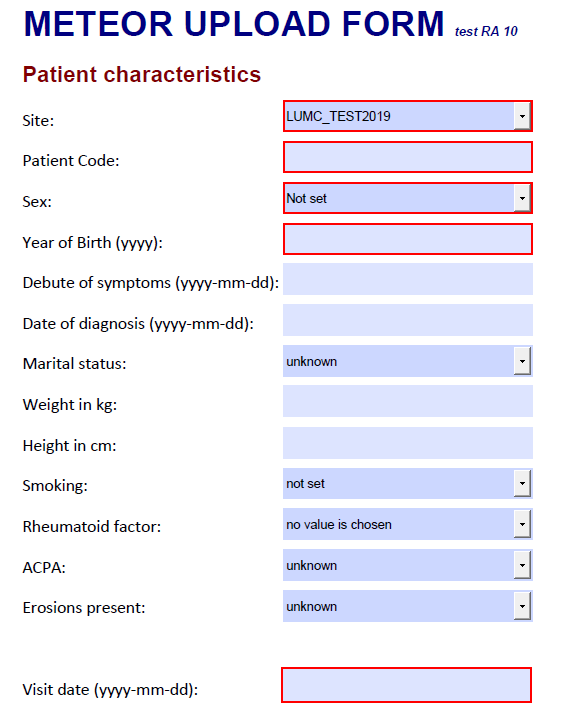 METEOR UPLOAD FORM test RA 10
Patient characteristics
Site: LUMC_TEST2019
Patient Code:
Sex: Not set
Year of Birth (yyyy):
Debute of symptoms (yyyy-mm-dd):
Date of diagnosis (yyyy-mm-dd):
Marital status: unknown
Weight in kg:
Height in cm:
Smoking: not set
Rheumatoid factor: no value is chosen
ACPA: unknown
Erosions present: unknown
Visit date (yyyy-mm-dd):